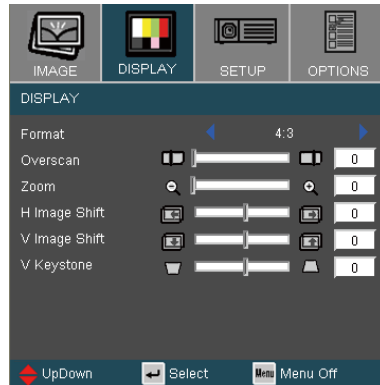 IMAGE DISPLAY SETUP OPTIONS
DISPLAY
Format 4:3
Overscan 0
Zoom 0
H Image Shift 0
V Image Shift 0
V Keystone 0
UpDown Select Menu Menu Off